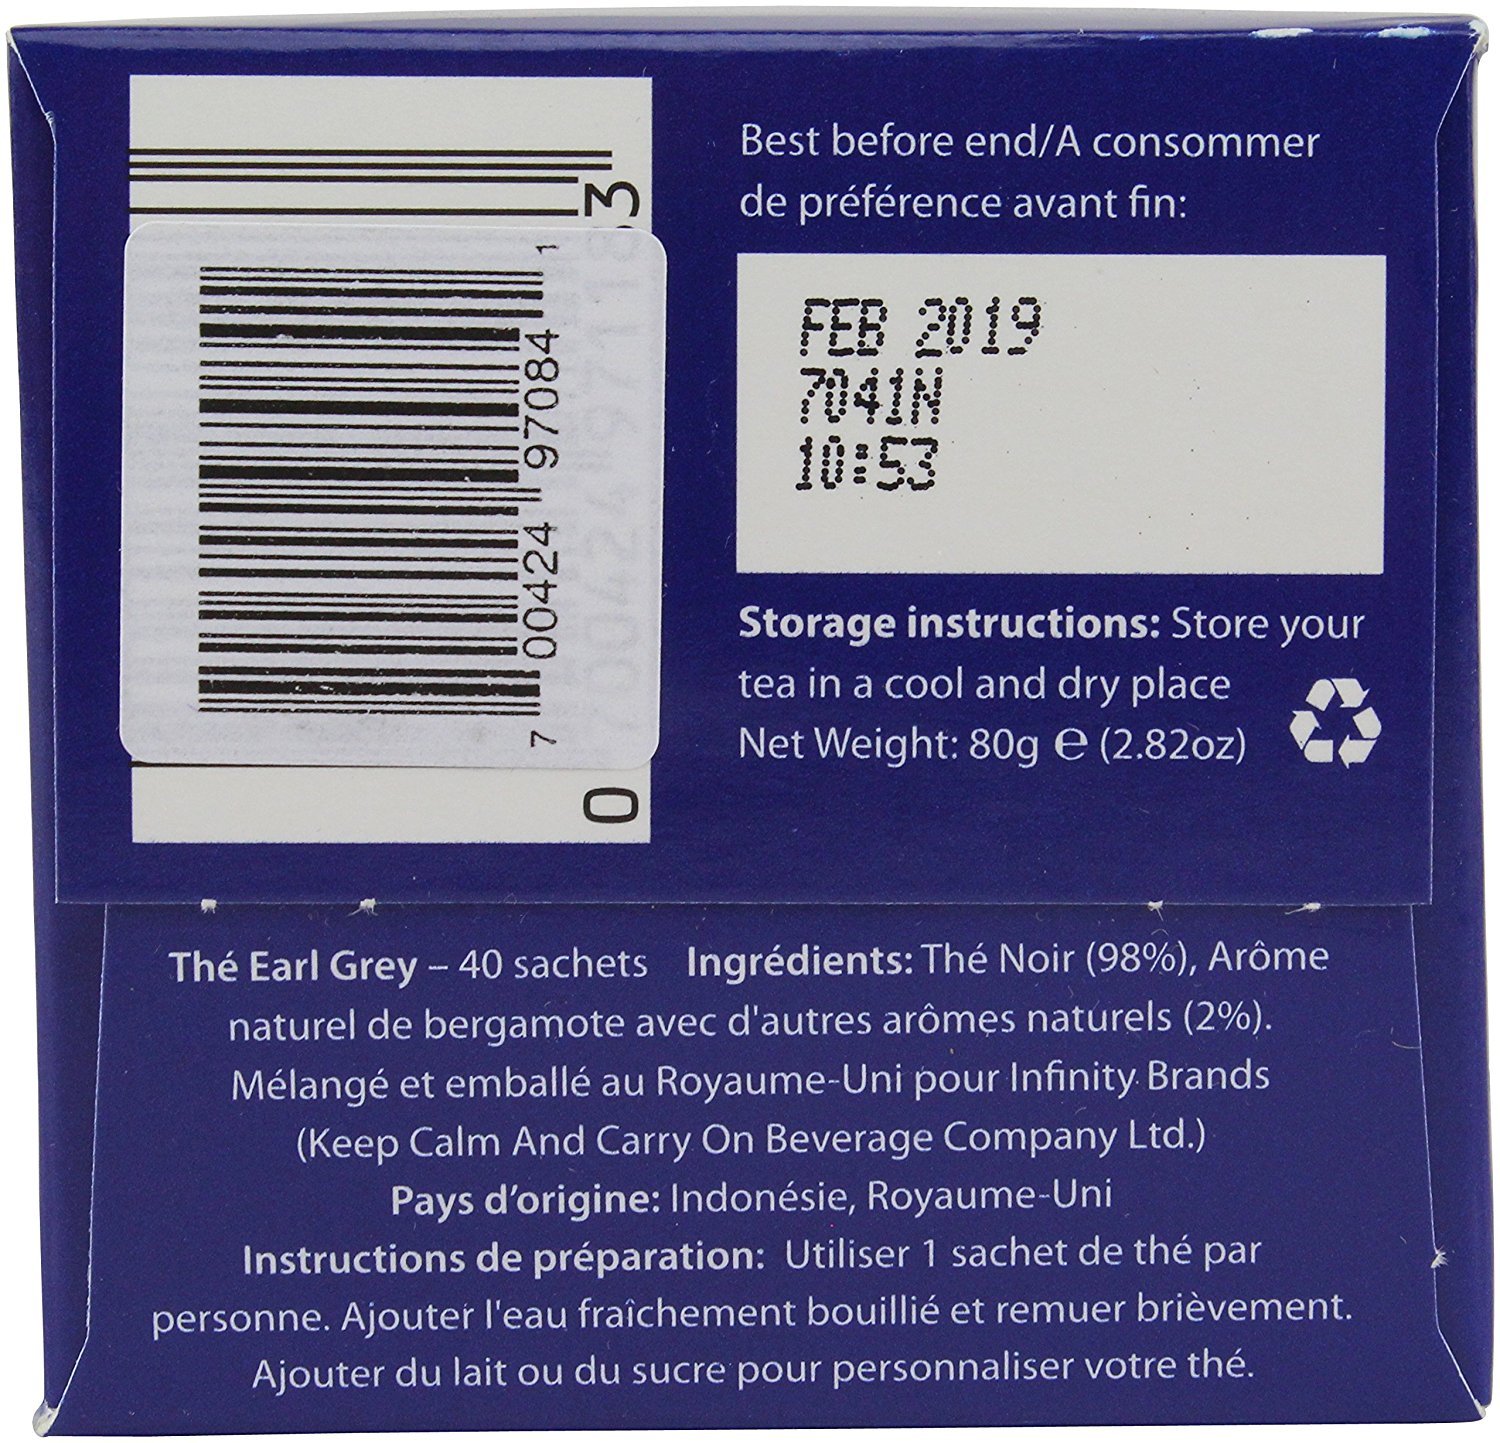 Best before end/A consommer
de préférence avant fin:
FEB 2019
7041N
10:53
Storage instructions: Store your
tea in a cool and dry place
Net Weight: 80g ℮ (2.82oz)
3
7 00424 97084 1
0
Thé Earl Grey – 40 sachets Ingrédients: Thé Noir (98%), Arôme
naturel de bergamote avec d'autres arômes naturels (2%).
Mélangé et emballé au Royaume-Uni pour Infinity Brands
(Keep Calm And Carry On Beverage Company Ltd.)
Pays d'origine: Indonésie, Royaume-Uni
Instructions de préparation: Utiliser 1 sachet de thé par
personne. Ajouter l'eau fraîchement bouillié et remuer brièvement.
Ajouter du lait ou du sucre pour personnaliser votre thé.